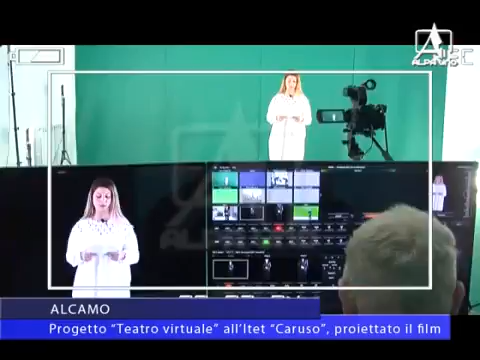 ALPAUNO
ALCAMO
Progetto “Teatro virtuale” all’Itet “Caruso”, proiettato il film